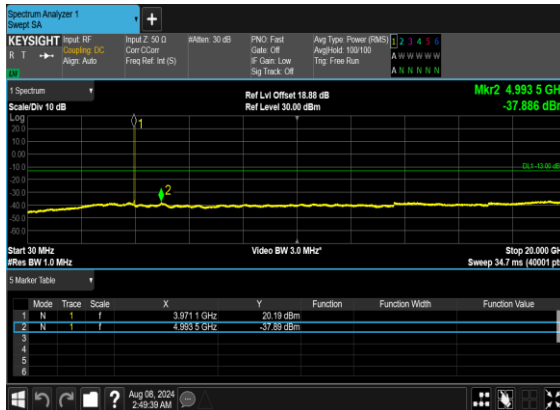 Spectrum Analyzer 1
Swept SA
+
KEYSIGHT Input: RF Input Z: 50 Ω #Atten: 30 dB PNO: Fast Avg Type: Power (RMS) 1 2 3 4 5 6
R T Coupling: DC Corr CCorr Gate: Off Avg|Hold: 100/100 A W W W W W
Align: Auto Freq Ref: Int (S) IF Gain: Low Trig: Free Run
Sig Track: Off A N N N N N
1 Spectrum Ref Lvl Offset 18.88 dB Mkr2 4.993 5 GH
Scale/Div 10 dB Ref Level 30.00 dBm -37.886 dBr
Log
20.0
10.0
0.00
-10.0
-20.0
-30.0
-40.0
-50.0
-60.0
1
2
DL1 -13.00 dB
Start 30 MHz Video BW 3.0 MHz* Stop 20.000 GH
#Res BW 1.0 MHz Sweep 34.7 ms (40001 pt
5 Marker Table
Mode Trace Scale X Y Function Function Width Function Value
1 N 1 f 3.971 1 GHz 20.19 dBm
2 N 1 f 4.993 5 GHz -37.89 dBm
3
4
5
6
? Aug 08, 2024
2:49:39 AM